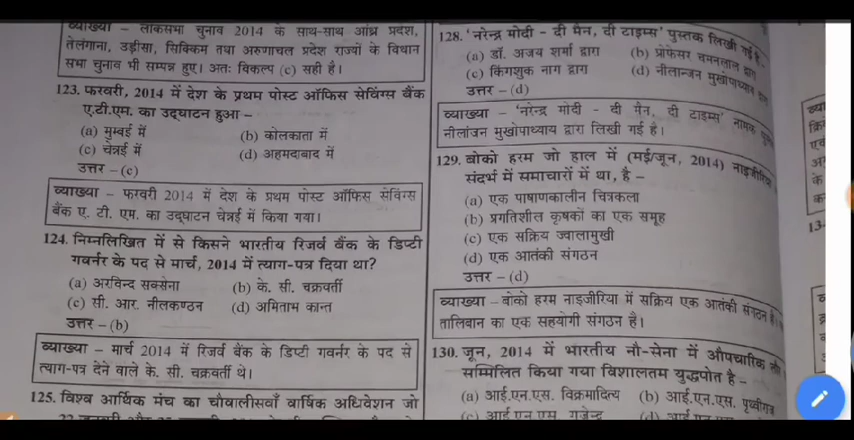 व्याख्या – लोकसभा चुनाव 2014 के साथ-साथ आंध्र प्रदेश,
तेलंगाना, उड़ीसा, सिक्किम तथा अरुणाचल प्रदेश राज्यों के विधान
सभा चुनाव भी सम्पन्न हुए। अतः विकल्प (c) सही है।
123. फरवरी, 2014 में देश के प्रथम पोस्ट ऑफिस सेविंग्स बैंक
ए.टी.एम. का उद्घाटन हुआ –
(a) मुम्बई में (b) कोलकाता में
(c) चेन्नई में (d) अहमदाबाद में
उत्तर – (c)
व्याख्या – फरवरी 2014 में देश के प्रथम पोस्ट ऑफिस सेविंग्स
बैंक ए. टी. एम. का उद्घाटन चेन्नई में किया गया।
124. निम्नलिखित में से किसने भारतीय रिजर्व बैंक के डिप्टी
गवर्नर के पद से मार्च, 2014 में त्याग-पत्र दिया था?
(a) अरविन्द सक्सेना (b) के. सी. चक्रवर्ती
(c) सी. आर. नीलकण्ठन (d) अमिताभ कान्त
उत्तर – (b)
व्याख्या – मार्च 2014 में रिजर्व बैंक के डिप्टी गवर्नर के पद से
त्याग-पत्र देने वाले के. सी. चक्रवर्ती थे।
125. विश्व आर्थिक मंच का चौवालीसवाँ वार्षिक अधिवेशन जो
128. 'नरेन्द्र मोदी - दी मैन, दी टाइम्स' पुस्तक लिखी गई है–
(a) डॉ. अजय शर्मा द्वारा (b) प्रोफेसर चमनलाल द्वारा
(c) किंगशुक नाग द्वारा (d) नीलान्जन मुखोपाध्याय द्वारा
उत्तर – (d)
व्याख्या – 'नरेन्द्र मोदी - दी मैन, दी टाइम्स' नामक
नीलांजन मुखोपाध्याय द्वारा लिखी गई है।
129. बोको हरम जो हाल में (मई/जून, 2014) नाइजीरिया
संदर्भ में समाचारों में था, है –
(a) एक पाषाणकालीन चित्रकला
(b) प्रगतिशील कृषकों का एक समूह
(c) एक सक्रिय ज्वालामुखी
(d) एक आतंकी संगठन
उत्तर – (d)
व्याख्या – बोको हरम नाइजीरिया में सक्रिय एक आतंकी संगठन है।
तालिबान का एक सहयोगी संगठन है।
130. जून, 2014 में भारतीय नौ-सेना में औपचारिक
सम्मिलित किया गया विशालतम युद्धपोत है –
(a) आई.एन.एस. विक्रमादित्य (b) आई.एन.एस. पृथ्वीराज